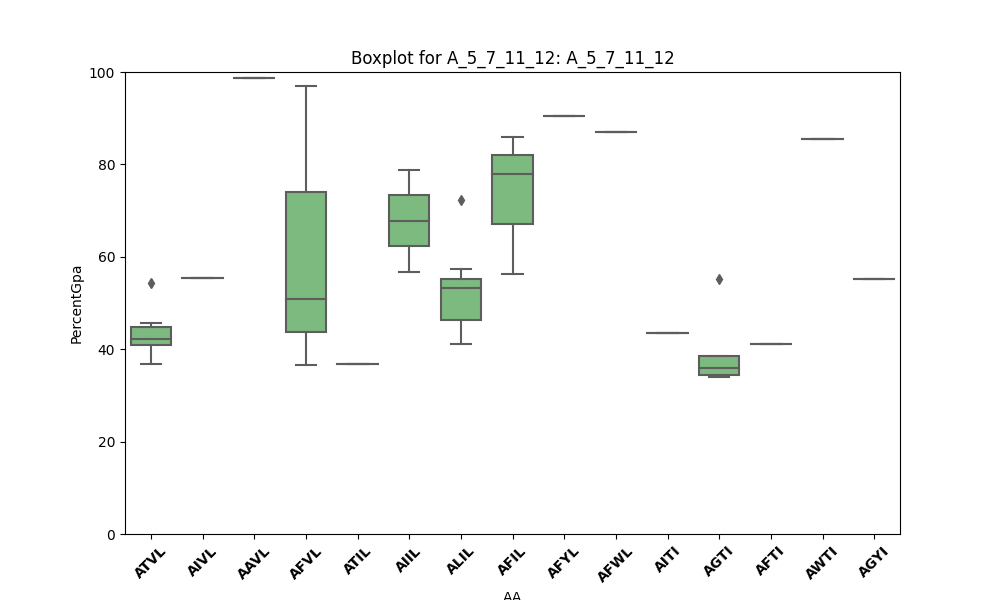 Boxplot for A_5_7_11_12: A_5_7_11_12
PercentGpa
100
80
60
40
20
0
ATVL
AIVL
AAVL
AFVL
ATIL
AIIL
ALIL
AFIL
AFYL
AFWL
AITI
AGTI
AFTI
AWTI
AGYI
AA